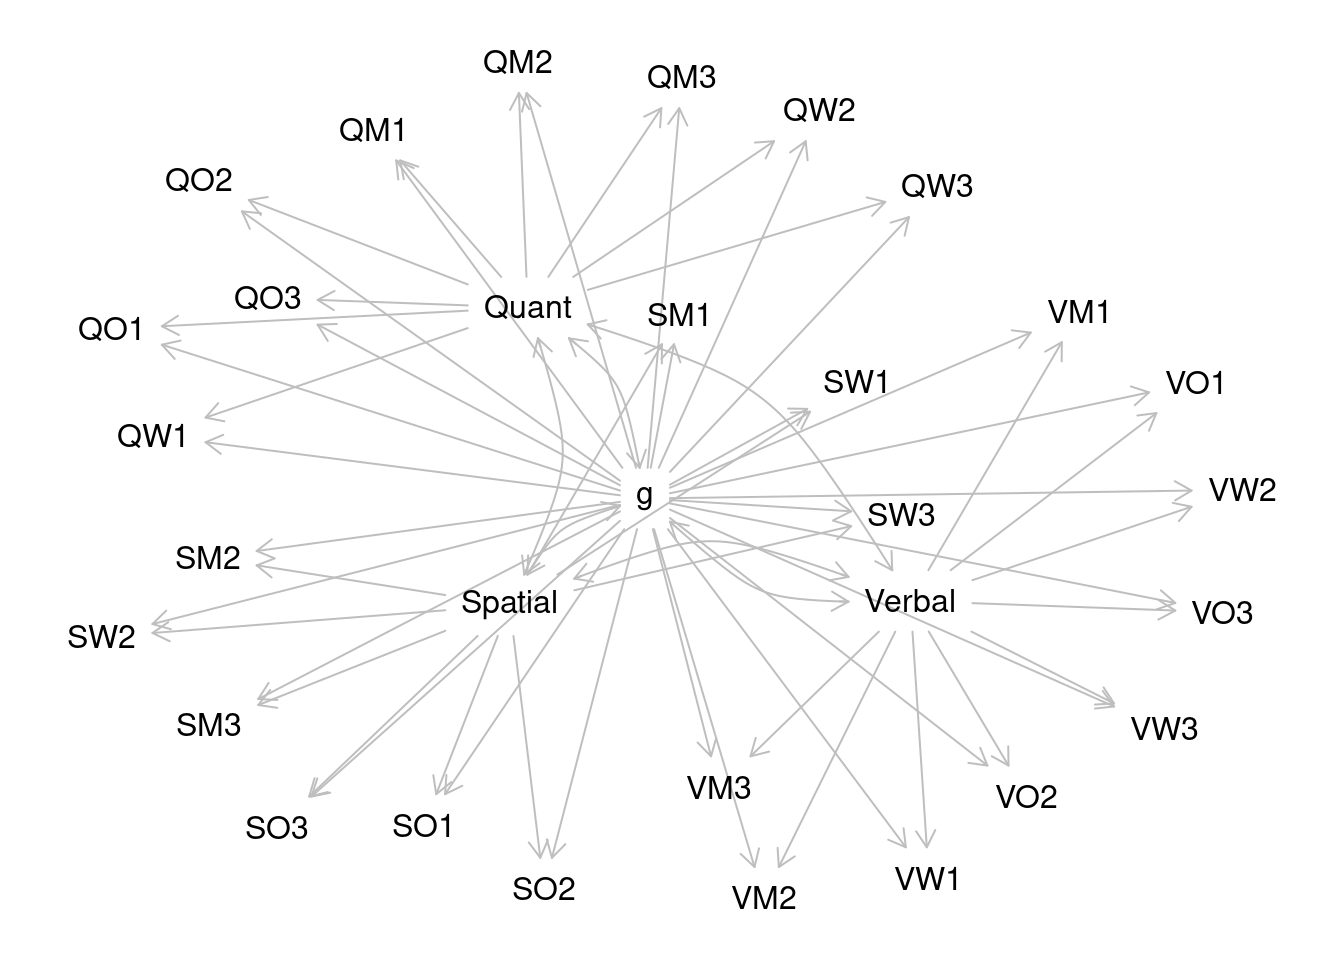 QM2
QM3
QW2
QM1
QO2
QW3
QO3
Quant
SM1
VM1
QO1
SW1
VO1
QW1
g
VW2
SW3
SM2
Spatial
Verbal
VO3
SW2
SM3
VW3
VM3
VO2
SO3
SO1
VW1
SO2
VM2